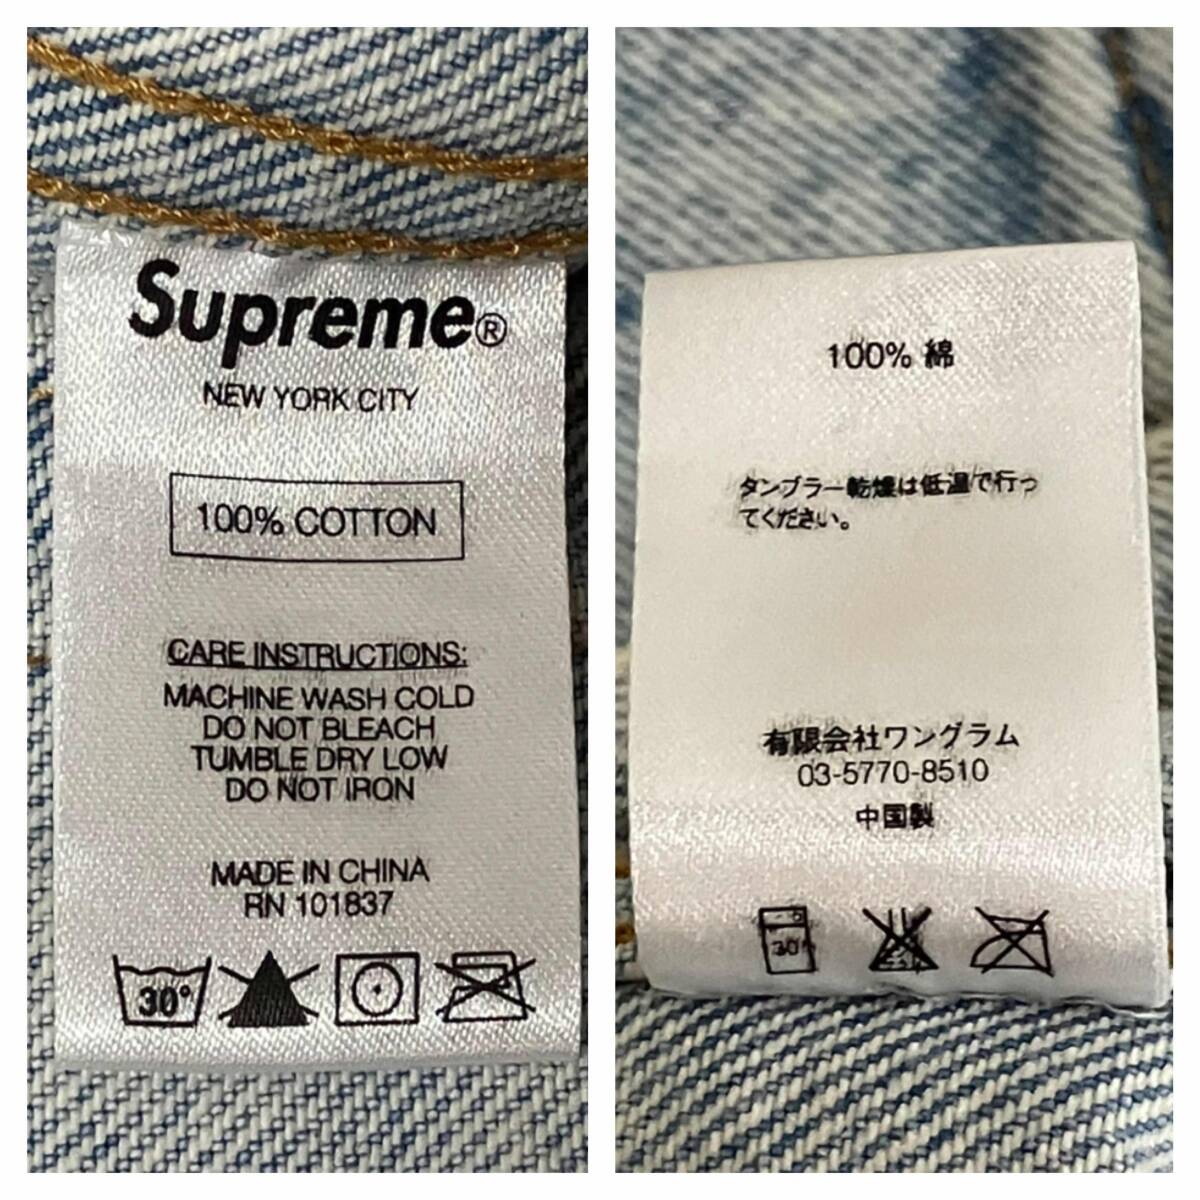 Supreme®
NEW YORK CITY
100% COTTON
CARE INSTRUCTIONS:
MACHINE WASH COLD
DO NOT BLEACH
TUMBLE DRY LOW
DO NOT IRON
MADE IN CHINA
RN 101837
30°
100% 綿
タンブラー乾燥は低温で行っ
てください。
有限会社ワングラム
03-5770-8510
中国製
30